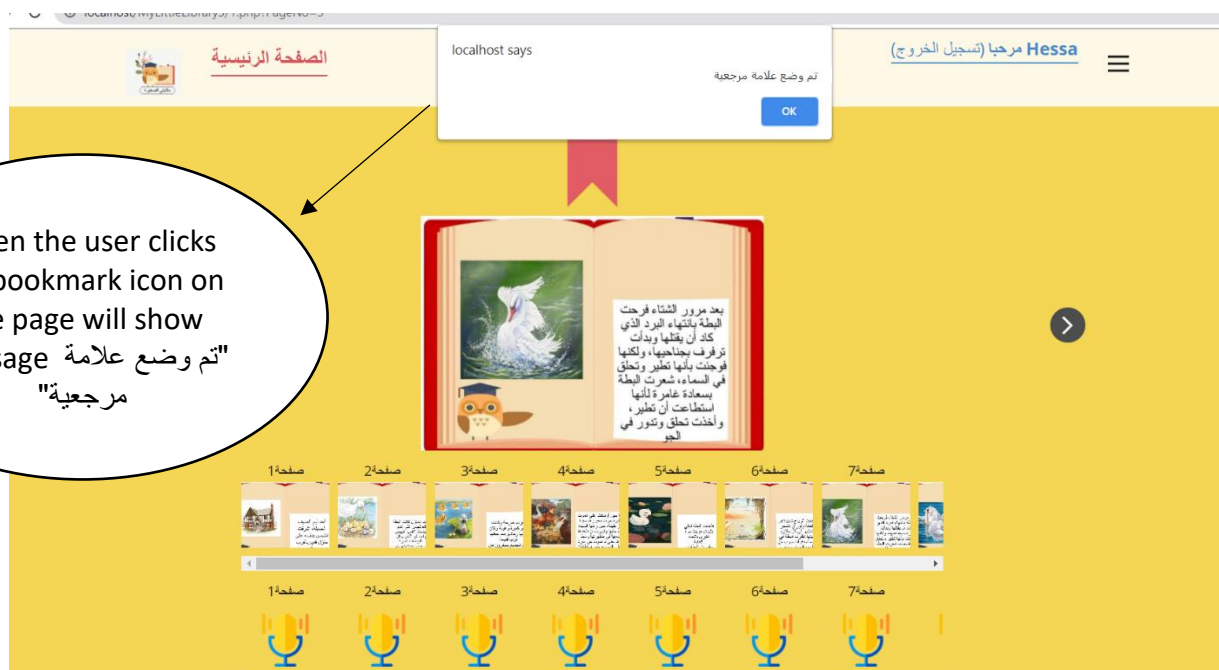 localhost/MyLittleLibrary3/1.php?PageNo=5
الصفحة الرئيسية
localhost says
تم وضع علامة مرجعية
OK
Hessa مرحبا (تسجيل الخروج)
en the user clicks
bookmark icon on
e page will show
sage "تم وضع علامة
مرجعية"
بعد مرور الشتاء فرحت
البطة بانتهاء البرد الذي
كاد أن يقتلها وبدأت
ترفرف بجناحيها، ولكنها
فوجئت بأنها تطير وتحلق
في السماء، شعرت البطة
بسعادة غامرة لأنها
استطاعت أن تطير،
وأخذت تحلق وتدور في
الجو
صفحة1 صفحة2 صفحة3 صفحة4 صفحة5 صفحة6 صفحة7
صفحة1 صفحة2 صفحة3 صفحة4 صفحة5 صفحة6 صفحة7